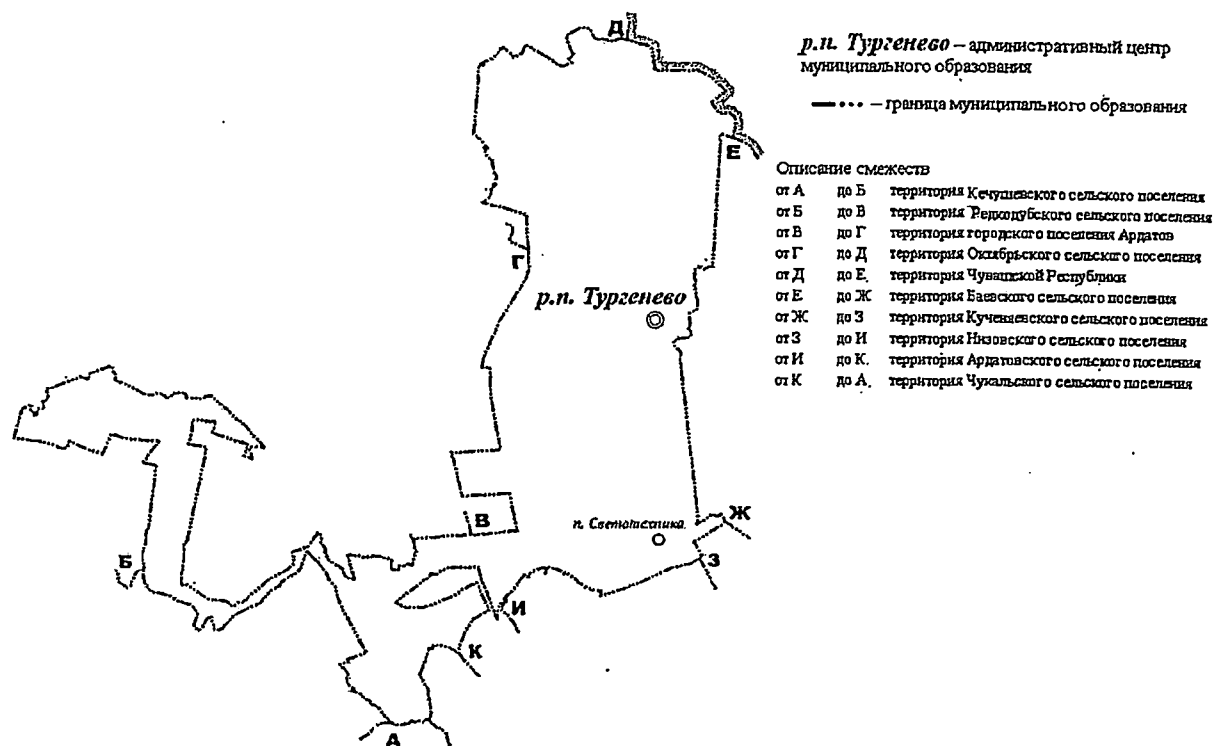 р.п. Тургенево – административный центр
муниципального образования
– граница муниципального образования
Описание смежеств
от А до Б территория Кечушевского сельского поселения
от Б до В территория Редкодубского сельского поселения
от В до Г территория городского поселения Ардатов
от Г до Д территория Октябрьского сельского поселения
от Д до Е территория Чувашской Республики
от Е до Ж территория Баевского сельского поселения
от Ж до З территория Кученяевского сельского поселения
от З до И территория Низовского сельского поселения
от И до К территория Ардатовского сельского поселения
от К до А территория Чукальского сельского поселения
Д
Е
Г
р.п. Тургенево
В
п. Светотехника
Ж
Б
З
И
К
А